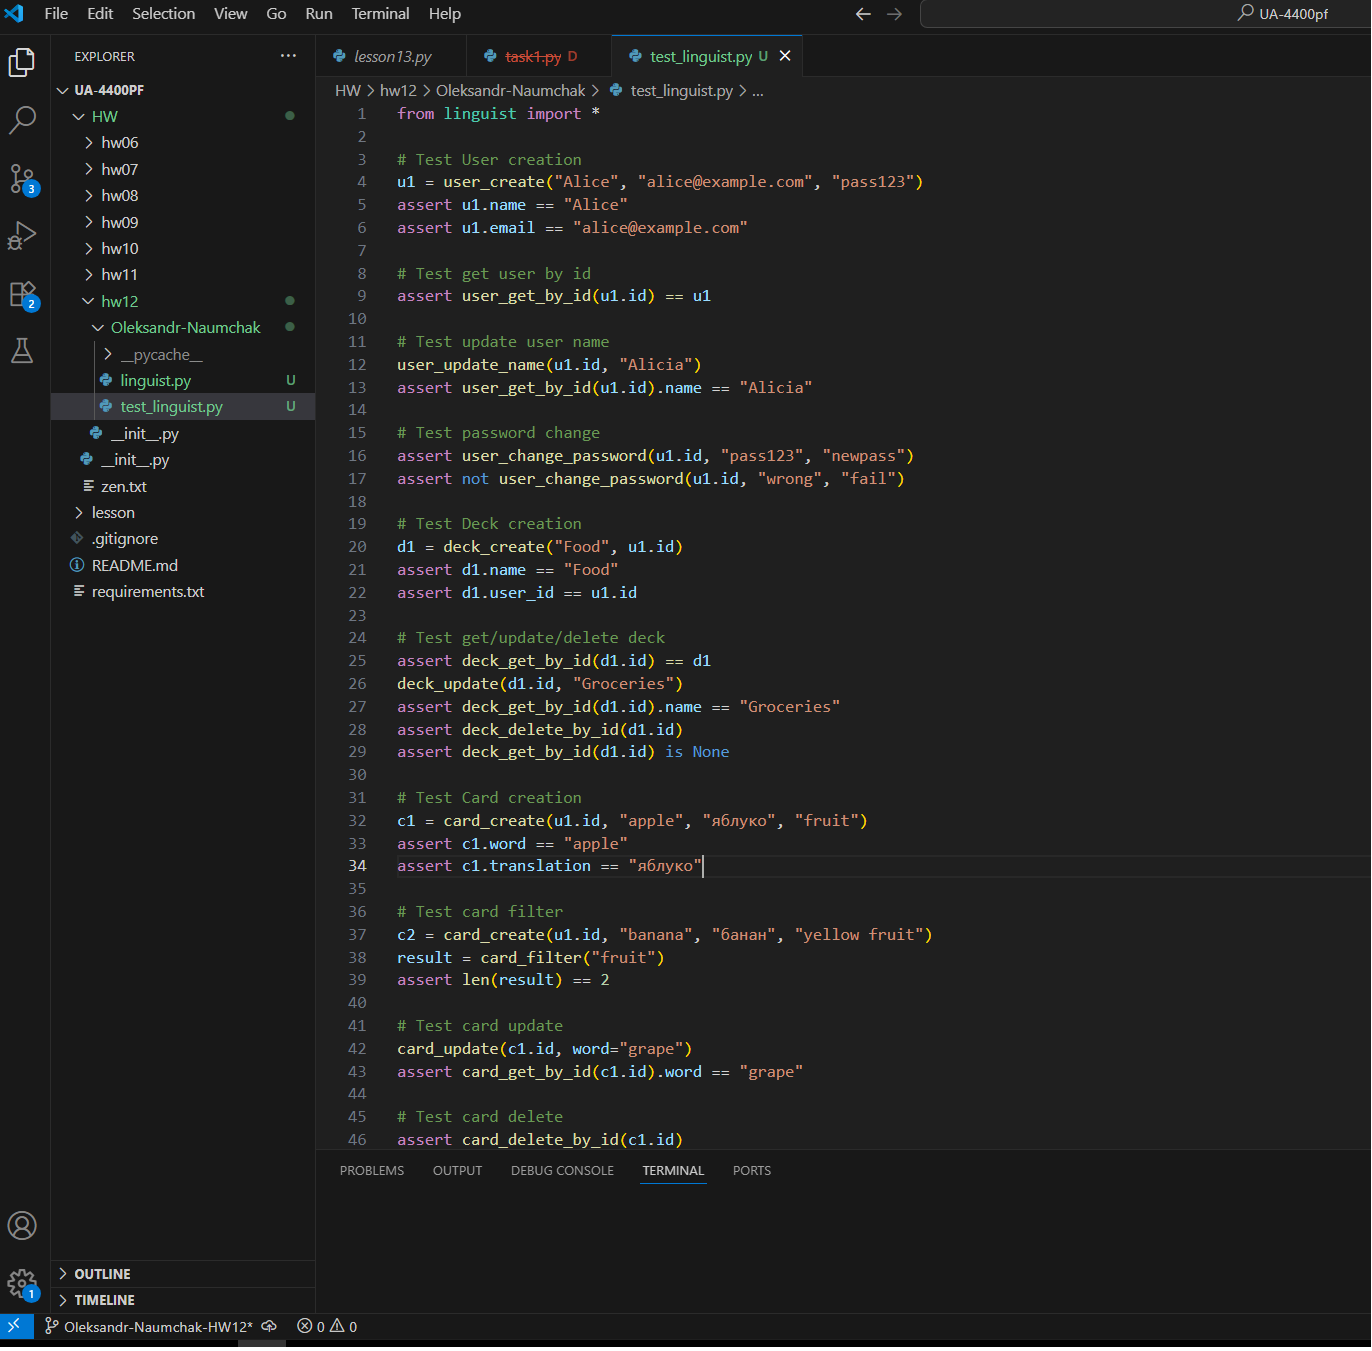 File Edit Selection View Go Run Terminal Help
UA-4400pf
EXPLORER
lesson13.py
task1.py D
test_linguist.py U
HW > hw12 > Oleksandr-Naumchak > test_linguist.py > ...
UA-4400PF
HW
hw06
hw07
hw08
hw09
hw10
hw11
hw12
Oleksandr-Naumchak
__pycache__
linguist.py U
test_linguist.py U
__init__.py
__init__.py
zen.txt
lesson
.gitignore
README.md
requirements.txt
3
2
1 from linguist import *
2
3 # Test User creation
4 u1 = user_create("Alice", "alice@example.com", "pass123")
5 assert u1.name == "Alice"
6 assert u1.email == "alice@example.com"
7
8 # Test get user by id
9 assert user_get_by_id(u1.id) == u1
10
11 # Test update user name
12 user_update_name(u1.id, "Alicia")
13 assert user_get_by_id(u1.id).name == "Alicia"
14
15 # Test password change
16 assert user_change_password(u1.id, "pass123", "newpass")
17 assert not user_change_password(u1.id, "wrong", "fail")
18
19 # Test Deck creation
20 d1 = deck_create("Food", u1.id)
21 assert d1.name == "Food"
22 assert d1.user_id == u1.id
23
24 # Test get/update/delete deck
25 assert deck_get_by_id(d1.id) == d1
26 deck_update(d1.id, "Groceries")
27 assert deck_get_by_id(d1.id).name == "Groceries"
28 assert deck_delete_by_id(d1.id)
29 assert deck_get_by_id(d1.id) is None
30
31 # Test Card creation
32 c1 = card_create(u1.id, "apple", "яблуко", "fruit")
33 assert c1.word == "apple"
34 assert c1.translation == "яблуко"
35
36 # Test card filter
37 c2 = card_create(u1.id, "banana", "банан", "yellow fruit")
38 result = card_filter("fruit")
39 assert len(result) == 2
40
41 # Test card update
42 card_update(c1.id, word="grape")
43 assert card_get_by_id(c1.id).word == "grape"
44
45 # Test card delete
46 assert card_delete_by_id(c1.id)
PROBLEMS OUTPUT DEBUG CONSOLE TERMINAL PORTS
OUTLINE
TIMELINE
1
Oleksandr-Naumchak-HW12* 0 0